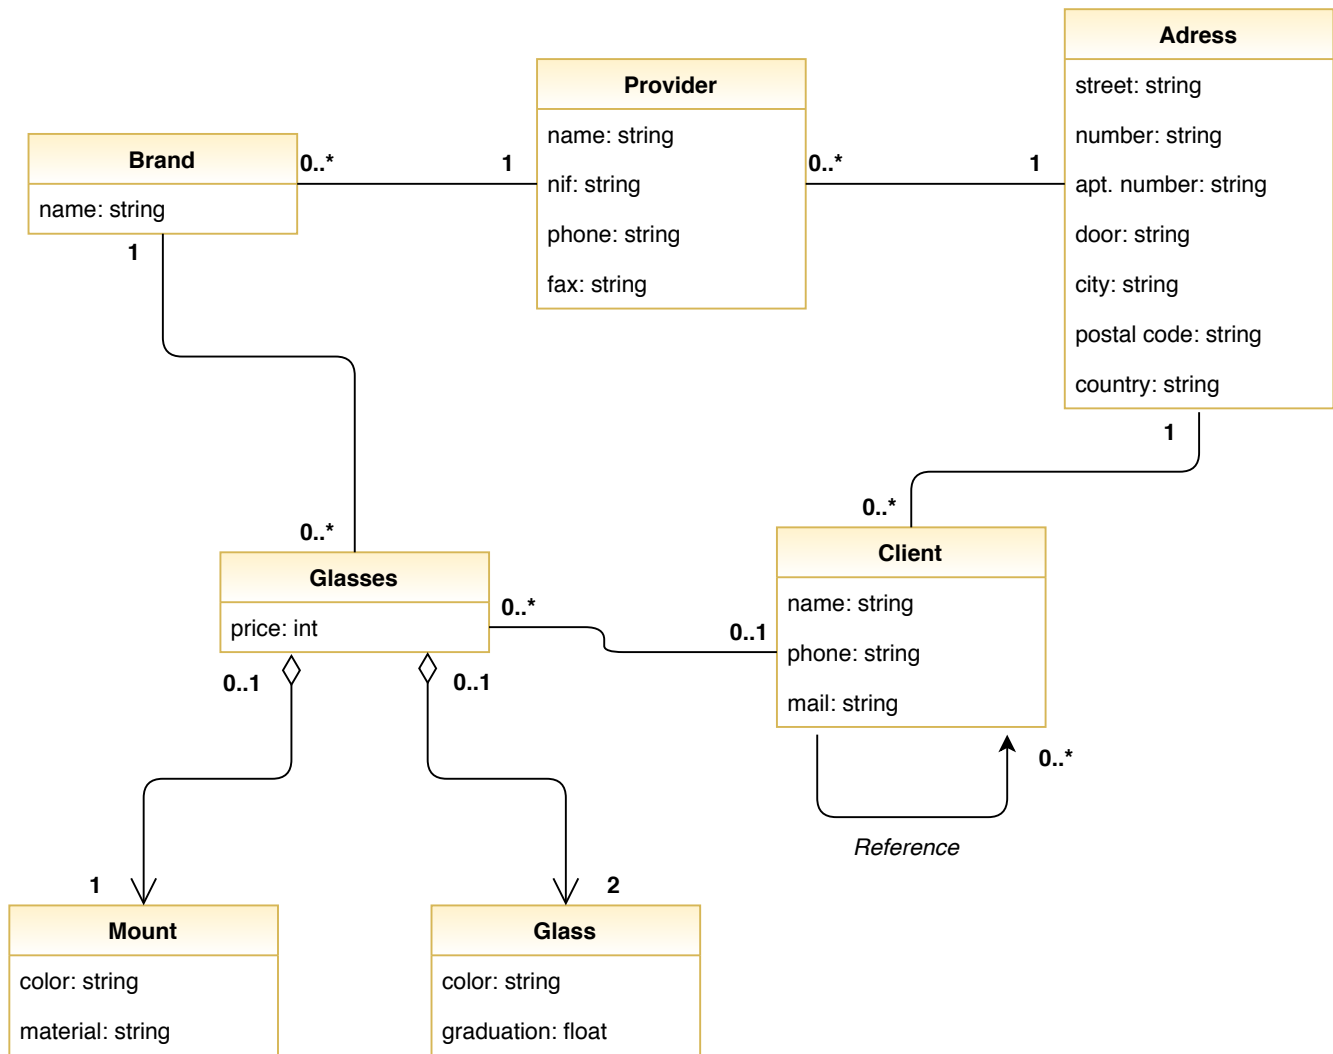 Adress
street: string
number: string
apt. number: string
door: string
city: string
postal code: string
country: string
Provider
name: string
nif: string
phone: string
fax: string
Brand
name: string
0..*
1
0..*
1
1
0..*
1
0..*
Glasses
price: int
0..*
0..1
Client
name: string
phone: string
mail: string
0..1
0..1
0..*
Reference
1
2
Mount
color: string
material: string
Glass
color: string
graduation: float